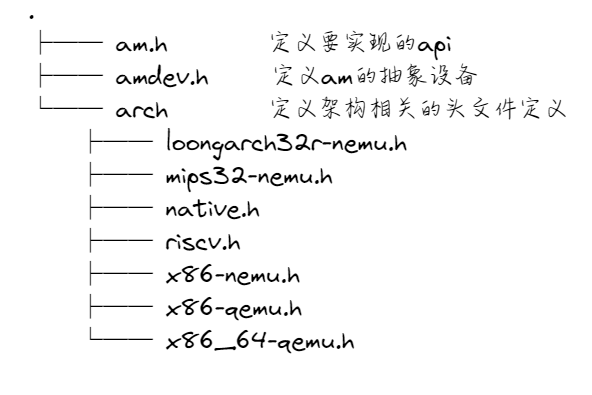 .
├── am.h 定义要实现的api
├── amdev.h 定义am的抽象设备
└── arch 定义架构相关的头文件定义
├── loongarch32r-nemu.h
├── mips32-nemu.h
├── native.h
├── riscv.h
├── x86-nemu.h
├── x86-qemu.h
└── x86_64-qemu.h